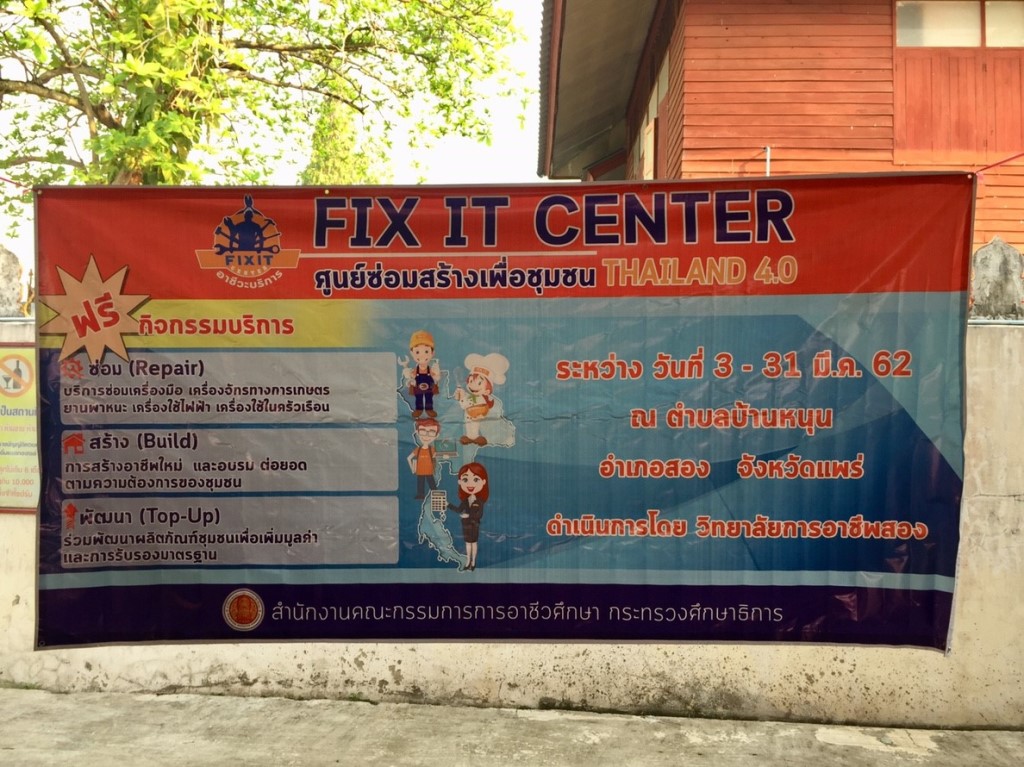 FIX IT CENTER
FIXIT
อาชีวะบริการ
ศูนย์ซ่อมสร้างเพื่อชุมชน THAILAND 4.0
ฟรี
กิจกรรมบริการ
ซ่อม (Repair)
บริการซ่อมเครื่องมือ เครื่องจักรทางการเกษตร
ยานพาหนะ เครื่องใช้ไฟฟ้า เครื่องใช้ในครัวเรือน
สร้าง (Build)
การสร้างอาชีพใหม่ และอบรม ต่อยอด
ตามความต้องการของชุมชน
พัฒนา (Top-Up)
ร่วมพัฒนาผลิตภัณฑ์ชุมชนเพื่อเพิ่มมูลค่า
และการรับรองมาตรฐาน
ระหว่าง วันที่ 3 - 31 มี.ค. 62
ณ ตำบลบ้านหนุน
อำเภอสอง จังหวัดแพร่
ดำเนินการโดย วิทยาลัยการอาชีพสอง
สำนักงานคณะกรรมการการอาชีวศึกษา กระทรวงศึกษาธิการ